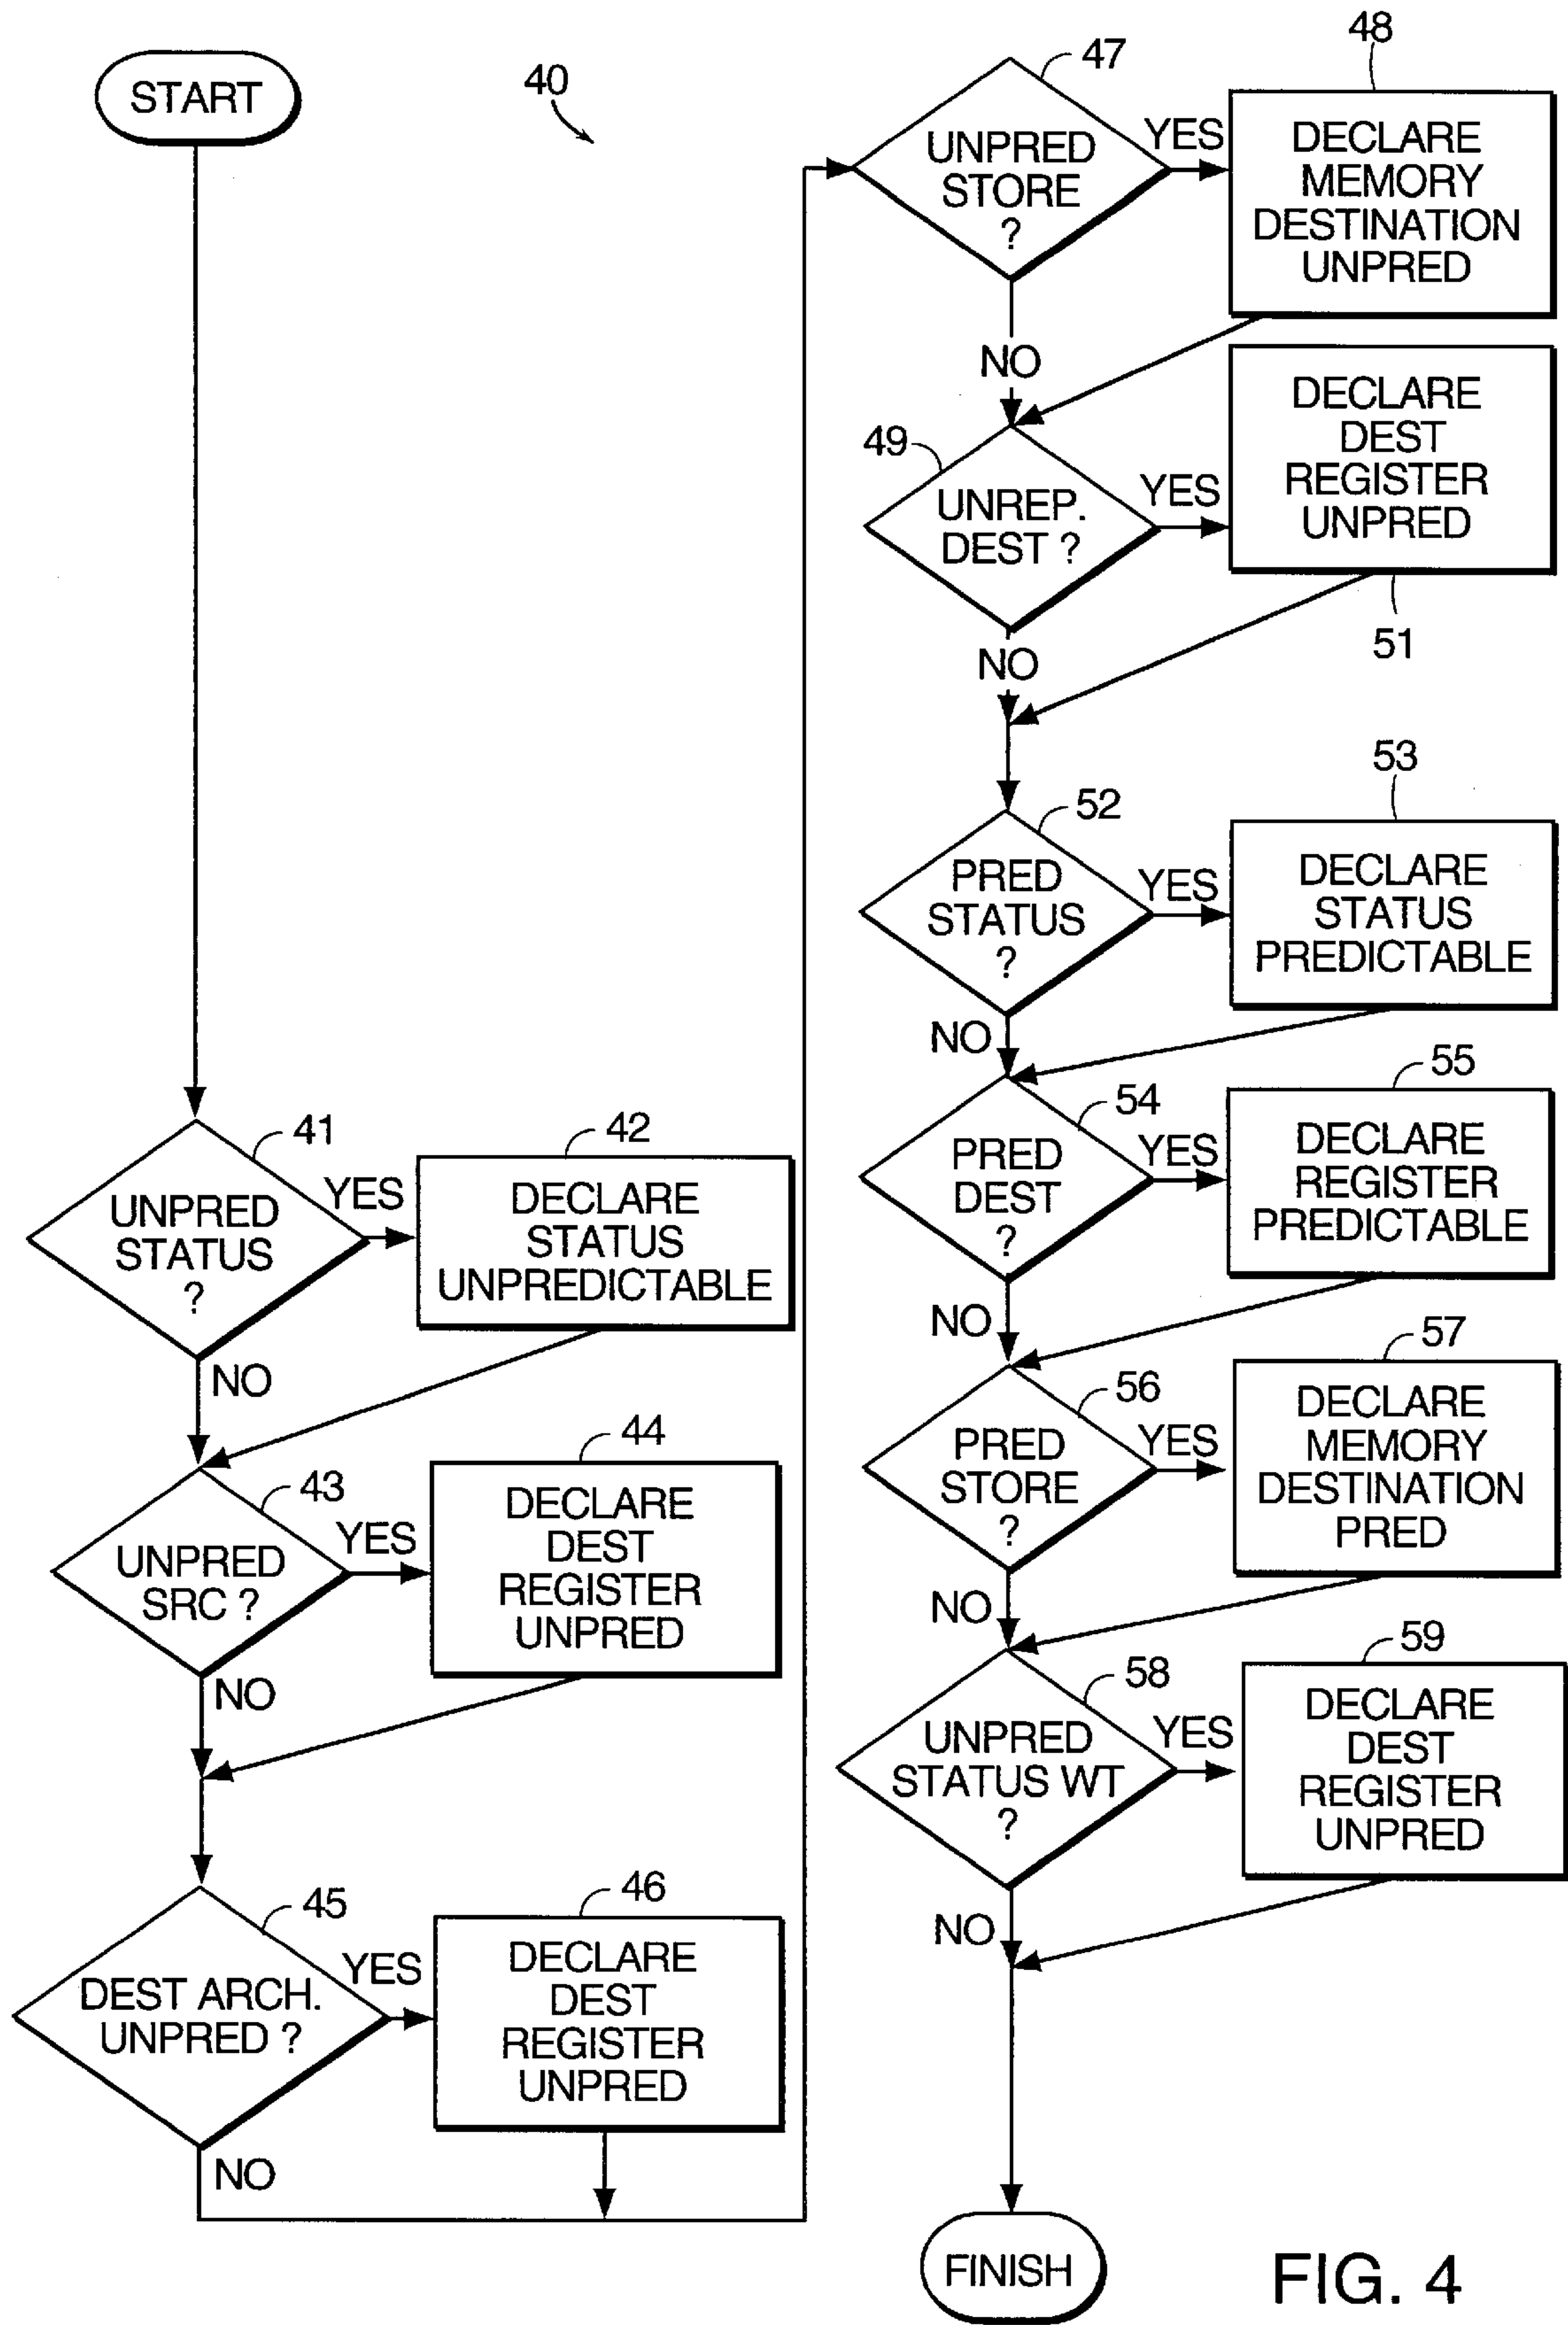 START
40
41
UNPRED
STATUS
?
YES
NO
42
DECLARE
STATUS
UNPREDICTABLE
43
UNPRED
SRC ?
YES
NO
44
DECLARE
DEST
REGISTER
UNPRED
45
DEST ARCH.
UNPRED ?
YES
NO
46
DECLARE
DEST
REGISTER
UNPRED
47
UNPRED
STORE
?
YES
NO
48
DECLARE
MEMORY
DESTINATION
UNPRED
49
UNREP.
DEST ?
YES
NO
DECLARE
DEST
REGISTER
UNPRED
51
52
PRED
STATUS
?
YES
NO
53
DECLARE
STATUS
PREDICTABLE
54
PRED
DEST
?
YES
NO
55
DECLARE
REGISTER
PREDICTABLE
56
PRED
STORE
?
YES
NO
57
DECLARE
MEMORY
DESTINATION
PRED
58
UNPRED
STATUS WT
?
YES
NO
59
DECLARE
DEST
REGISTER
UNPRED
FINISH
FIG. 4